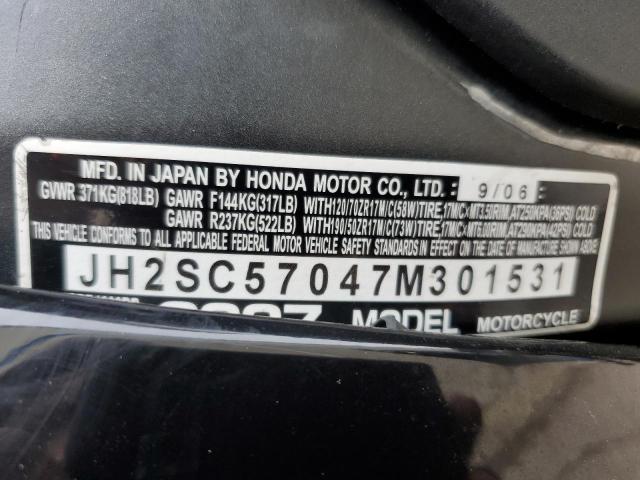 MFD. IN JAPAN BY HONDA MOTOR CO., LTD. 9/06
GVWR 371KG(818LB) GAWR F144KG(317LB) WITH120/70ZR17M/C(58W)TIRE,17MC×MT3.50RIM,AT250KPA(36PSI) COLD
GAWR R237KG(522LB) WITH190/50ZR17M/C(73W)TIRE,17MC×MT6.00RIM,AT290KPA(42PSI) COLD
THIS VEHICLE CONFORMS TO ALL APPLICABLE FEDERAL MOTOR VEHICLE SAFETY STANDARDS IN EFFECT ON THE DATE OF MANUFACTURE SHOWN ABOVE.
JH2SC57047M301531
2007 MODEL MOTORCYCLE